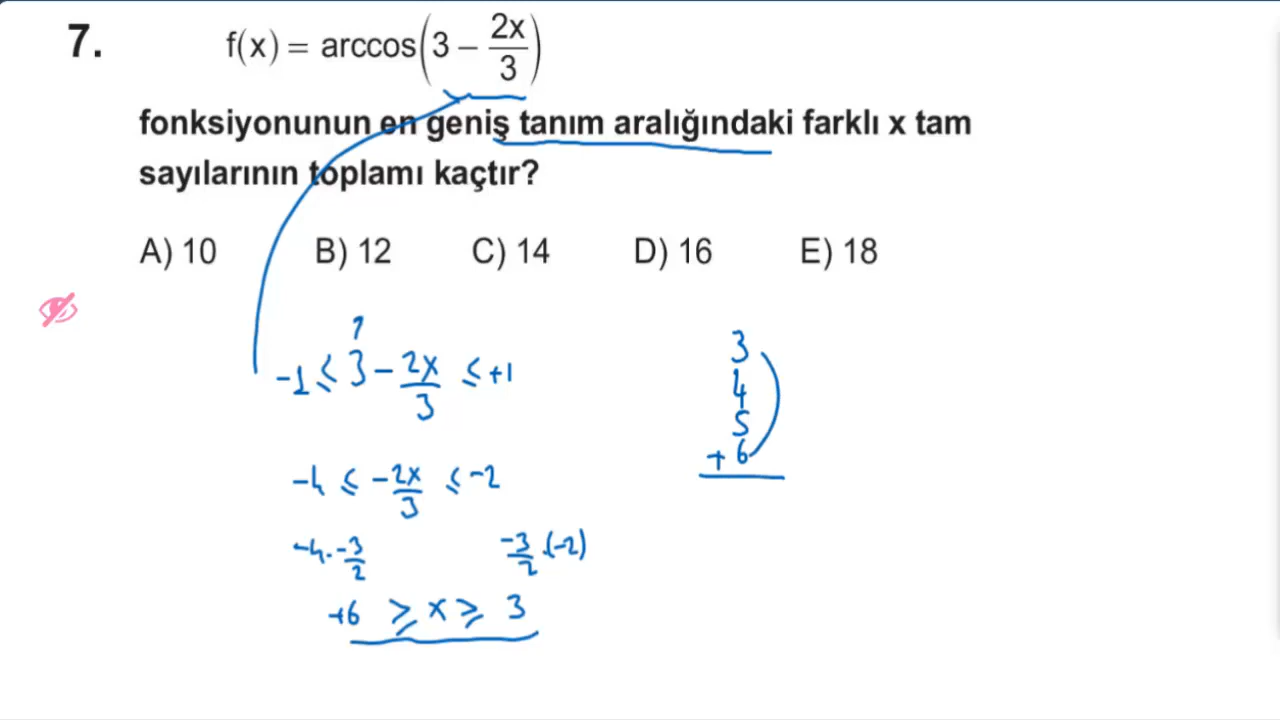 7. f(x) = arccos(3 − 2x/3)
fonksiyonunun en geniş tanım aralığındaki farklı x tam
sayılarının toplamı kaçtır?
A) 10 B) 12 C) 14 D) 16 E) 18
-1 ≤ 3 − 2x/3 ≤ +1
-4 ≤ −2x/3 ≤ -2
-4 · -3/2 -3/2 · (-2)
+6 ≥ x ≥ 3
3
4
5
+ 6